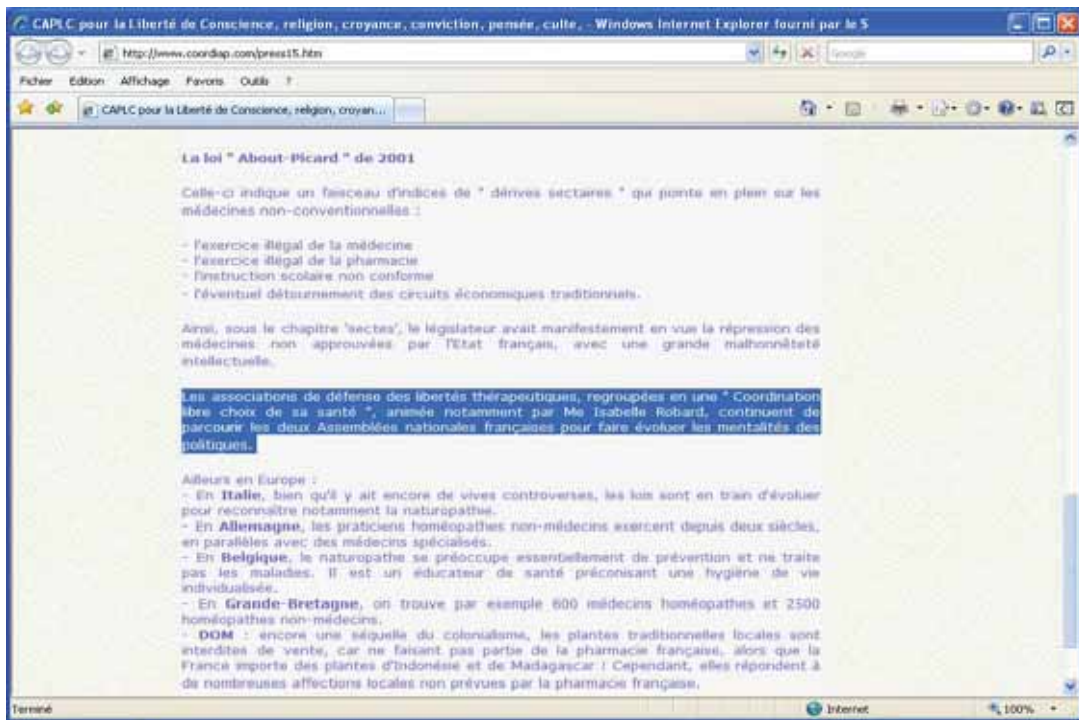 CAPLC pour la Liberté de Conscience, religion, croyance, conviction, pensée, culte, - Windows Internet Explorer fourni par le S
http://www.coordiap.com/press15.htm
Google
Fichier Edition Affichage Favoris Outils ?
CAPLC pour la Liberté de Conscience, religion, croyan...
La loi " About-Picard " de 2001
Celle-ci indique un faisceau d'indices de " dérives sectaires " qui pointe en plein sur les
médecines non-conventionnelles :
- l'exercice illégal de la médecine
- l'exercice illégal de la pharmacie
- l'instruction scolaire non conforme
- l'éventuel détournement des circuits économiques traditionnels.
Ainsi, sous le chapitre 'sectes', le législateur avait manifestement en vue la répression des
médecines non approuvées par l'Etat français, avec une grande malhonnêteté
intellectuelle.
Les associations de défense des libertés thérapeutiques, regroupées en une " Coordination
libre choix de sa santé ", animée notamment par Me Isabelle Robard, continuent de
parcourir les deux Assemblées nationales françaises pour faire évoluer les mentalités des
politiques.
Ailleurs en Europe :
- En Italie, bien qu'il y ait encore de vives controverses, les lois sont en train d'évoluer
pour reconnaître notamment la naturopathie.
- En Allemagne, les praticiens homéopathes non-médecins exercent depuis deux siècles,
en parallèles avec des médecins spécialisés.
- En Belgique, le naturopathe se préoccupe essentiellement de prévention et ne traite
pas les maladies. Il est un éducateur de santé préconisant une hygiène de vie
individualisée.
- En Grande-Bretagne, on trouve par exemple 600 médecins homéopathes et 2500
homéopathes non-médecins.
- DOM : encore une séquelle du colonialisme, les plantes traditionnelles locales sont
interdites de vente, car ne faisant pas partie de la pharmacie française, alors que la
France importe des plantes d'Indonésie et de Madagascar ! Cependant, elles répondent à
de nombreuses affections locales non prévues par la pharmacie française.
Terminé
Internet
100%